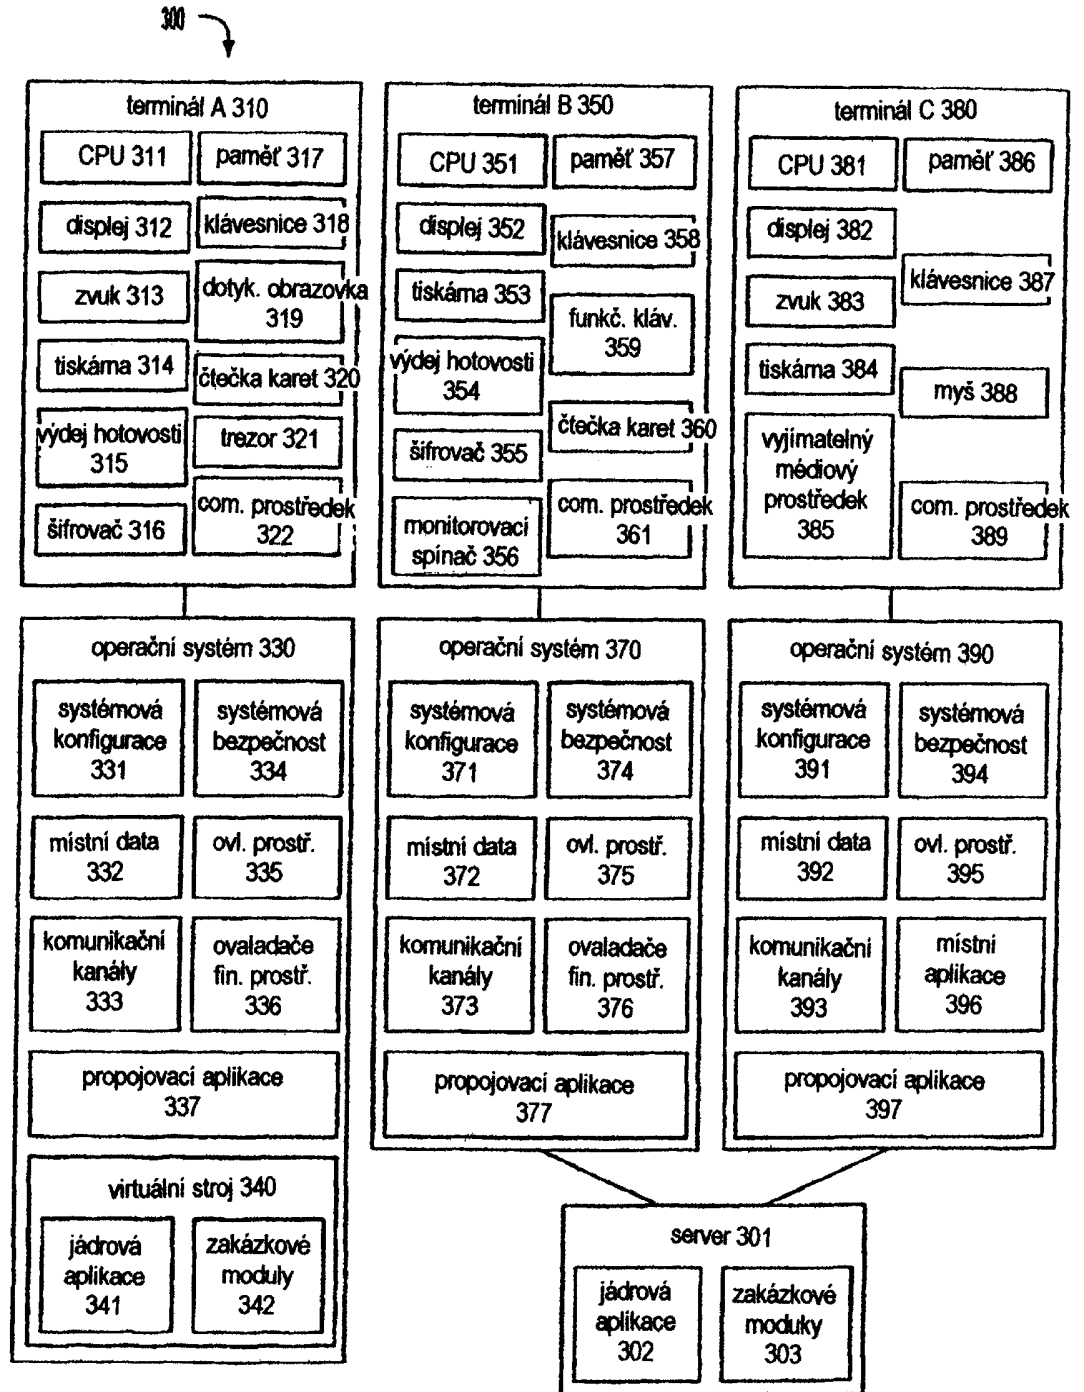 300
terminál A 310
CPU 311
paměť 317
displej 312
klávesnice 318
zvuk 313
dotyk. obrazovka
319
tiskárna 314
čtečka karet 320
výdej hotovosti
315
trezor 321
šifrovač 316
com. prostředek
322
terminál B 350
CPU 351
paměť 357
displej 352
klávesnice 358
tiskárna 353
funkč. kláv.
359
výdej hotovosti
354
čtečka karet 360
šifrovač 355
com. prostředek
361
monitorovací
spínač 356
terminál C 380
CPU 381
paměť 386
displej 382
klávesnice 387
zvuk 383
tiskárna 384
myš 388
vyjímatelný
médiový
prostředek
385
com. prostředek
389
operační systém 330
systémová
konfigurace
331
systémová
bezpečnost
334
místní data
332
ovl. prostř.
335
komunikační
kanály
333
ovaladače
fin. prostř.
336
propojovací aplikace
337
virtuální stroj 340
jádrová
aplikace
341
zakázkové
moduly
342
operační systém 370
systémová
konfigurace
371
systémová
bezpečnost
374
místní data
372
ovl. prostř.
375
komunikační
kanály
373
ovaladače
fin. prostř.
376
propojovací aplikace
377
operační systém 390
systémová
konfigurace
391
systémová
bezpečnost
394
místní data
392
ovl. prostř.
395
komunikační
kanály
393
místní
aplikace
396
propojovací aplikace
397
server 301
jádrová
aplikace
302
zakázkové
moduky
303